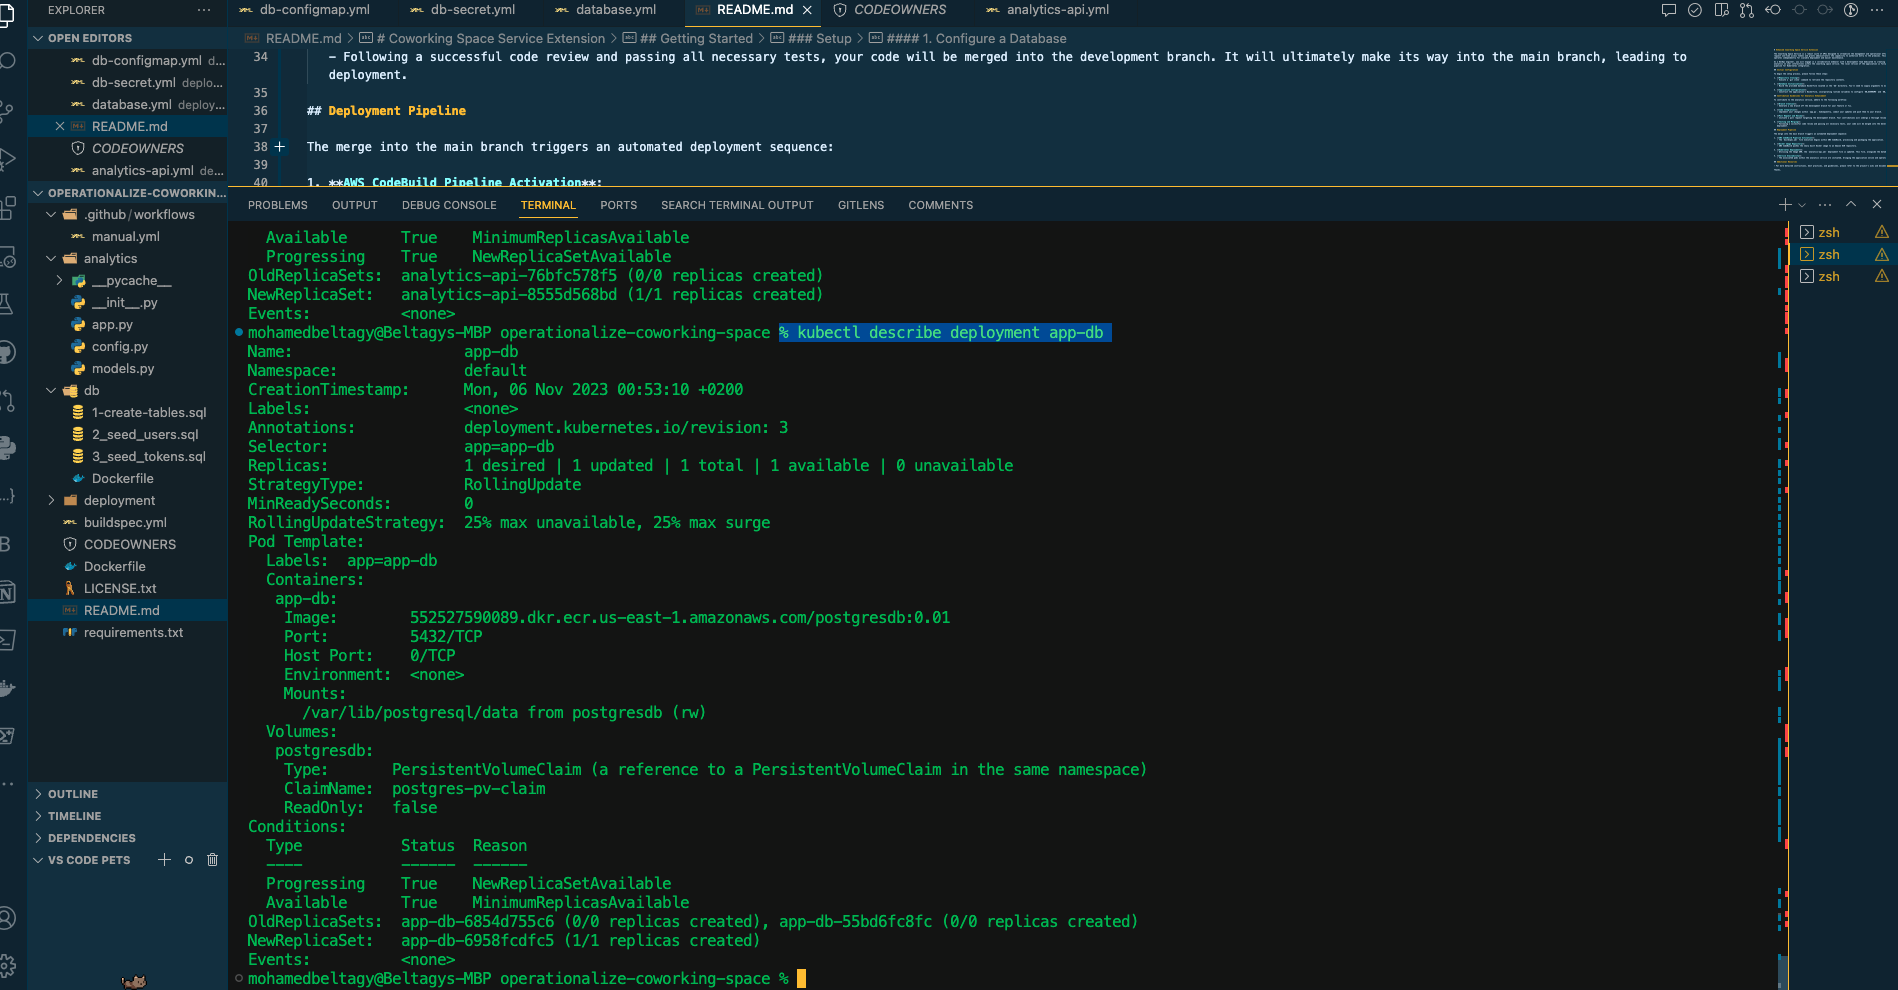 EXPLORER
db-configmap.yml
db-secret.yml
database.yml
README.md
CODEOWNERS
analytics-api.yml
OPEN EDITORS
db-configmap.yml d...
db-secret.yml deplo...
database.yml deploy...
README.md
CODEOWNERS
analytics-api.yml de...
OPERATIONALIZE-COWORKIN...
.github/workflows
manual.yml
analytics
__pycache__
__init__.py
app.py
config.py
models.py
db
1-create-tables.sql
2_seed_users.sql
3_seed_tokens.sql
Dockerfile
deployment
buildspec.yml
CODEOWNERS
Dockerfile
LICENSE.txt
README.md
requirements.txt
OUTLINE
TIMELINE
DEPENDENCIES
VS CODE PETS
README.md > # Coworking Space Service Extension > ## Getting Started > ### Setup > #### 1. Configure a Database
34 – Following a successful code review and passing all necessary tests, your code will be merged into the development branch. It will ultimately make its way into the main branch, leading to
deployment.
35
36 ## Deployment Pipeline
37
38 The merge into the main branch triggers an automated deployment sequence:
39
40 1. **AWS CodeBuild Pipeline Activation**:
PROBLEMS OUTPUT DEBUG CONSOLE TERMINAL PORTS SEARCH TERMINAL OUTPUT GITLENS COMMENTS
zsh
zsh
zsh
Available True MinimumReplicasAvailable
Progressing True NewReplicaSetAvailable
OldReplicaSets: analytics-api-76bfc578f5 (0/0 replicas created)
NewReplicaSet: analytics-api-8555d568bd (1/1 replicas created)
Events: <none>
mohamedbeltagy@Beltagys-MBP operationalize-coworking-space % kubectl describe deployment app-db
Name: app-db
Namespace: default
CreationTimestamp: Mon, 06 Nov 2023 00:53:10 +0200
Labels: <none>
Annotations: deployment.kubernetes.io/revision: 3
Selector: app=app-db
Replicas: 1 desired | 1 updated | 1 total | 1 available | 0 unavailable
StrategyType: RollingUpdate
MinReadySeconds: 0
RollingUpdateStrategy: 25% max unavailable, 25% max surge
Pod Template:
Labels: app=app-db
Containers:
app-db:
Image: 552527590089.dkr.ecr.us-east-1.amazonaws.com/postgresdb:0.01
Port: 5432/TCP
Host Port: 0/TCP
Environment: <none>
Mounts:
/var/lib/postgresql/data from postgresdb (rw)
Volumes:
postgresdb:
Type: PersistentVolumeClaim (a reference to a PersistentVolumeClaim in the same namespace)
ClaimName: postgres-pv-claim
ReadOnly: false
Conditions:
Type Status Reason
---- ------ ------
Progressing True NewReplicaSetAvailable
Available True MinimumReplicasAvailable
OldReplicaSets: app-db-6854d755c6 (0/0 replicas created), app-db-55bd6fc8fc (0/0 replicas created)
NewReplicaSet: app-db-6958fcdfc5 (1/1 replicas created)
Events: <none>
mohamedbeltagy@Beltagys-MBP operationalize-coworking-space %